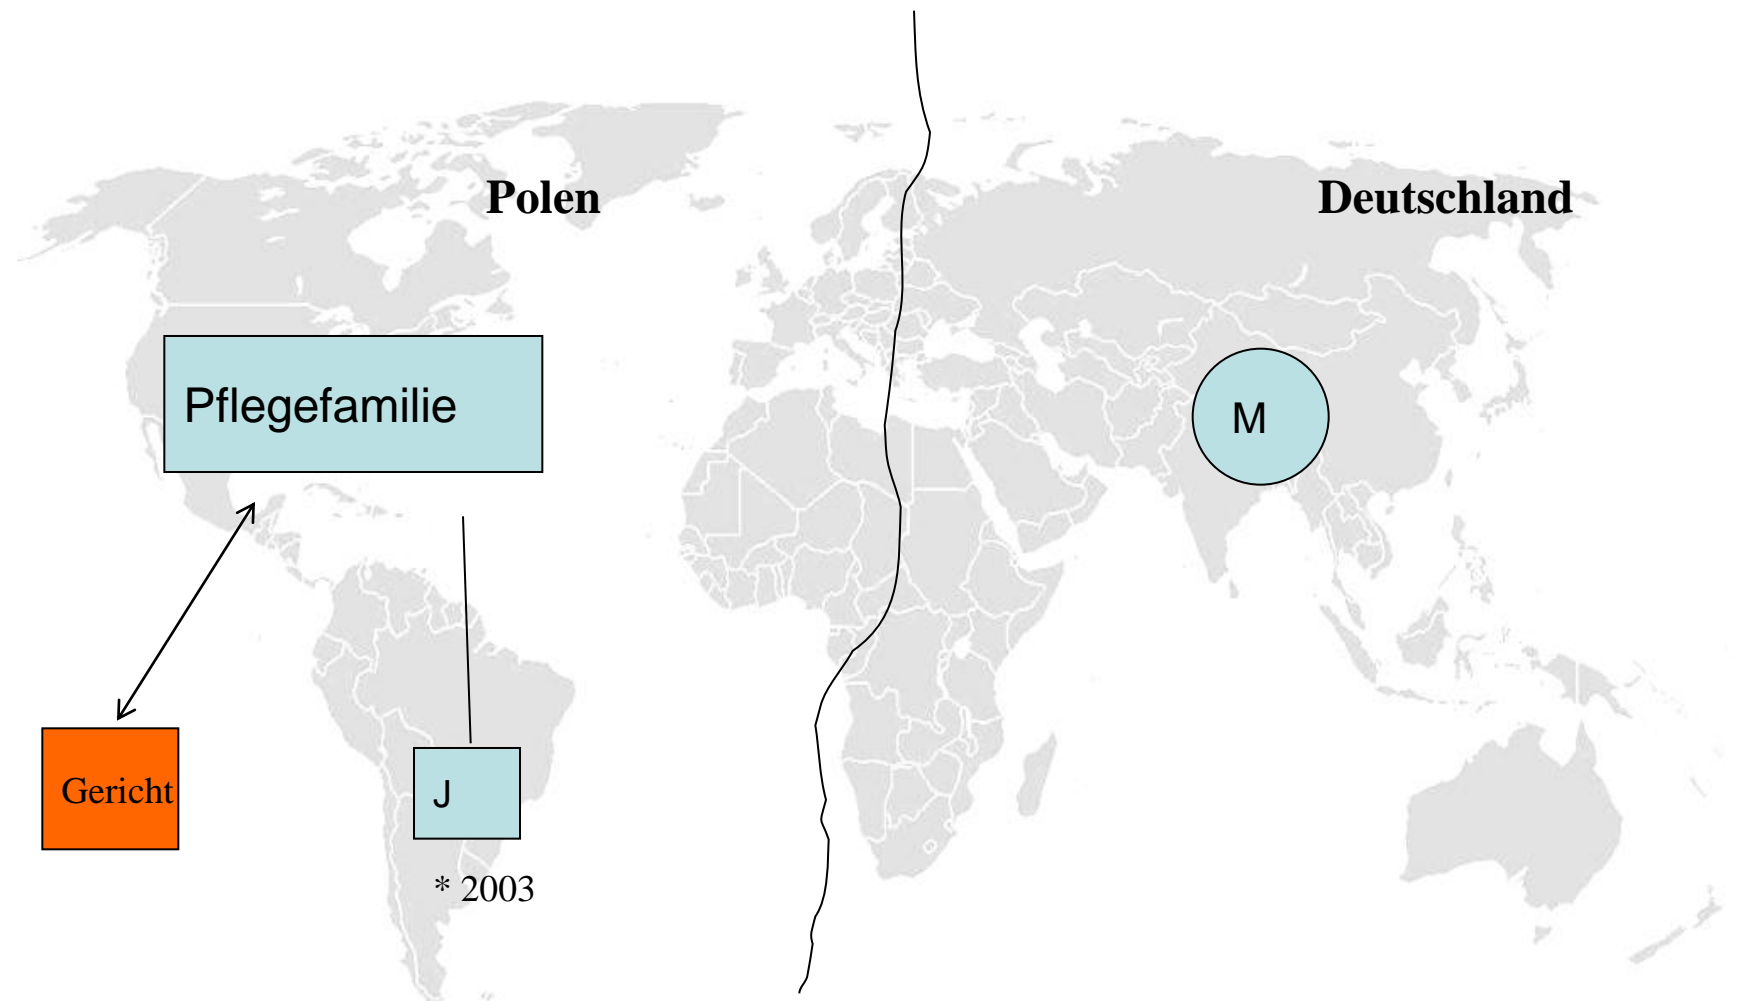 Polen
Deutschland
Pflegefamilie
M
Gericht
J
* 2003